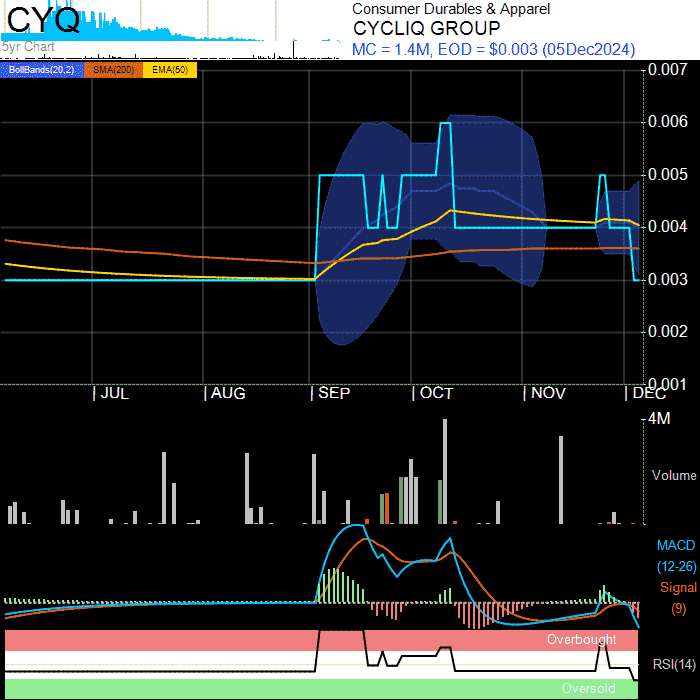 CYQ
5yr Chart
Consumer Durables & Apparel
CYCLIQ GROUP
MC = 1.4M, EOD = $0.003 (05Dec2024)
BollBands(20,2) SMA(200) EMA(50)
0.007
0.006
0.005
0.004
0.003
0.002
0.001
JUL AUG SEP OCT NOV DEC
4M
Volume
MACD
(12-26)
Signal
(9)
Overbought
RSI(14)
Oversold